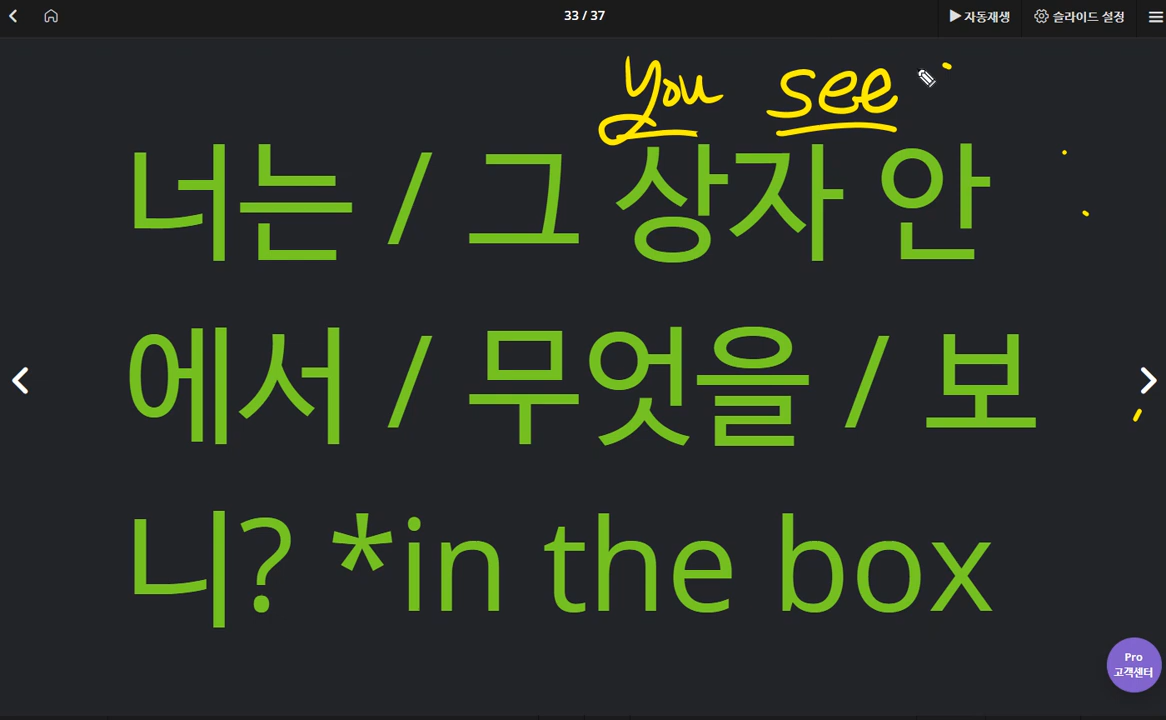 33 / 37
자동재생
슬라이드 설정
you see
너는 / 그 상자 안
에서 / 무엇을 / 보
니? *in the box
Pro
고객센터